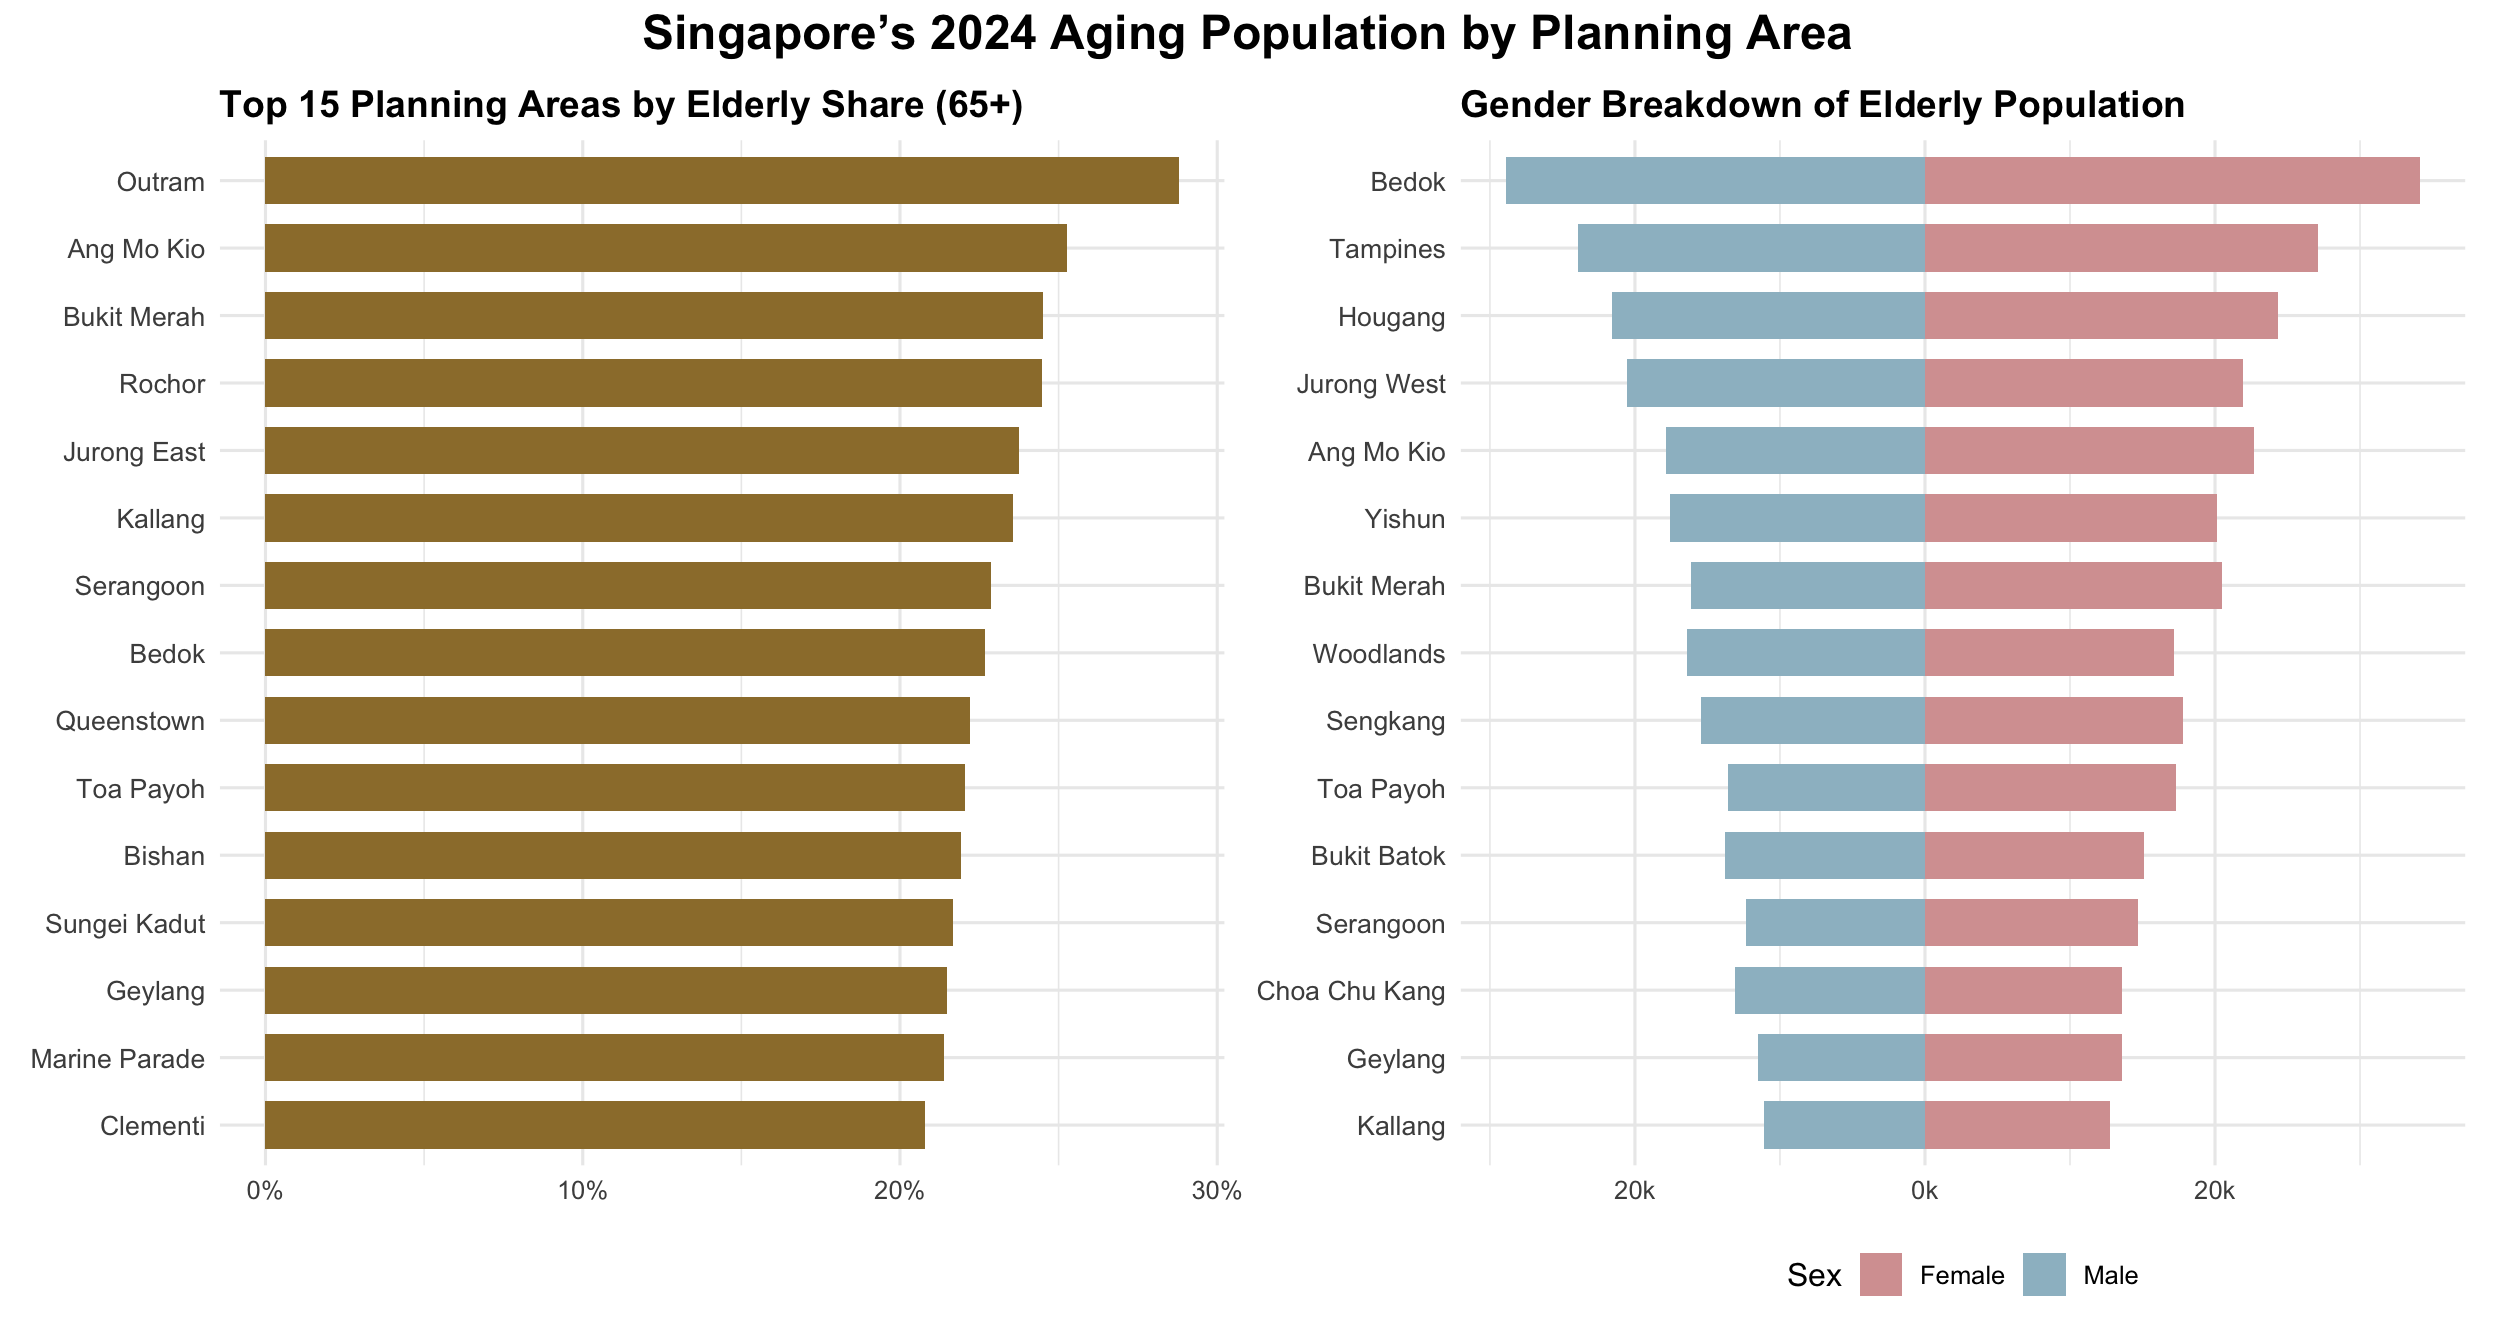 Singapore’s 2024 Aging Population by Planning Area
Top 15 Planning Areas by Elderly Share (65+)
Outram
Ang Mo Kio
Bukit Merah
Rochor
Jurong East
Kallang
Serangoon
Bedok
Queenstown
Toa Payoh
Bishan
Sungei Kadut
Geylang
Marine Parade
Clementi
0% 10% 20% 30%
Gender Breakdown of Elderly Population
Bedok
Tampines
Hougang
Jurong West
Ang Mo Kio
Yishun
Bukit Merah
Woodlands
Sengkang
Toa Payoh
Bukit Batok
Serangoon
Choa Chu Kang
Geylang
Kallang
20k 0k 20k
Sex Female Male